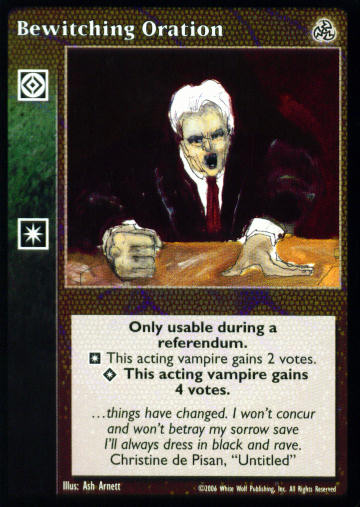 Bewitching Oration
Only usable during a
referendum.
This acting vampire gains 2 votes.
This acting vampire gains
4 votes.
…things have changed. I won't concur
and won't betray my sorrow save
I'll always dress in black and rave.
Christine de Pisan, "Untitled"
Illus: Ash Arnett
©2006 White Wolf Publishing, Inc. All Rights Reserved